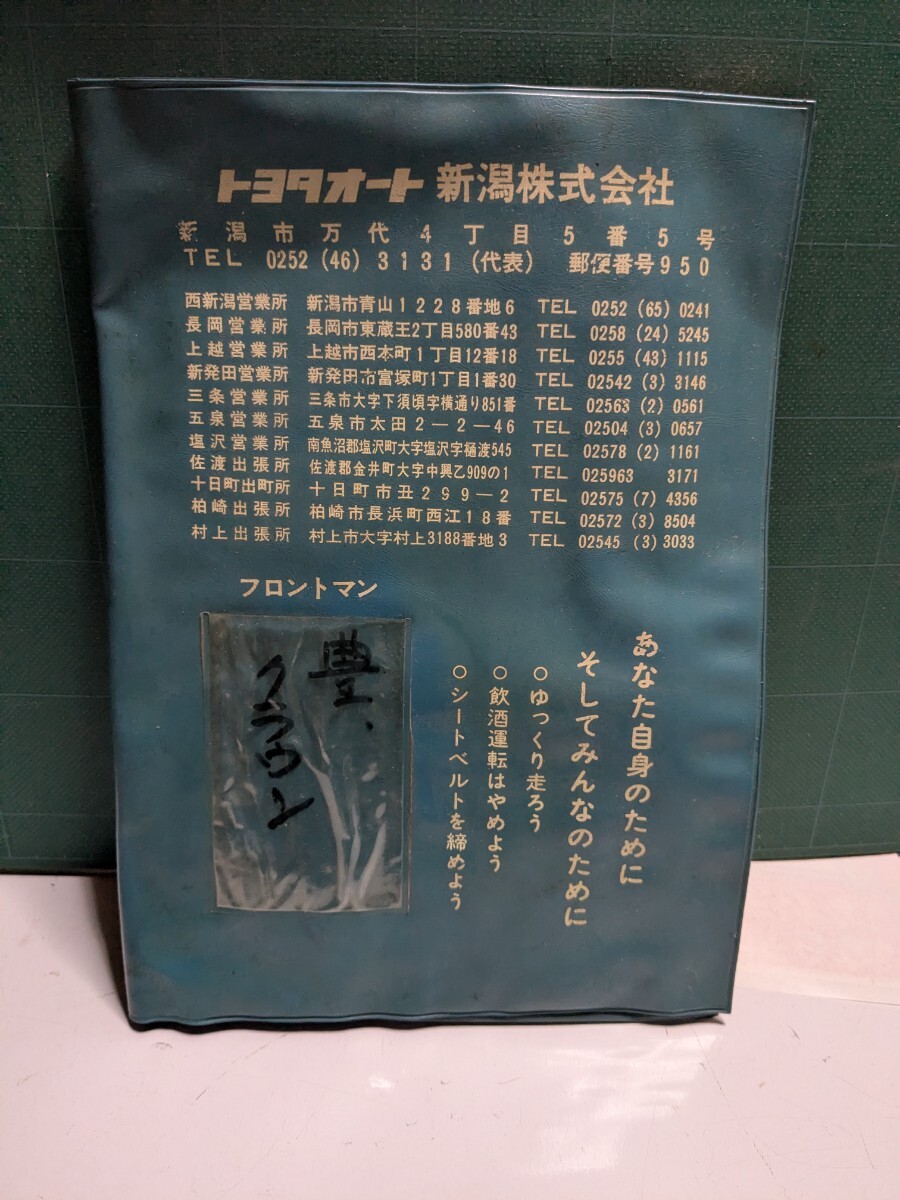 トヨタオート 新潟株式会社
新潟市万代4丁目5番5号
TEL 0252 (46) 3131 (代表) 郵便番号950
西新潟営業所 新潟市青山1228番地6 TEL 0252 (65) 0241
長岡営業所 長岡市東蔵王2丁目580番43 TEL 0258 (24) 5245
上越営業所 上越市西本町1丁目12番18 TEL 0255 (43) 1115
新発田営業所 新発田市富塚町1丁目1番30 TEL 02542 (3) 3146
三条営業所 三条市大字下須頃字横通り851番 TEL 02563 (2) 0561
五泉営業所 五泉市太田2-2-46 TEL 02504 (3) 0657
塩沢営業所 南魚沼郡塩沢町大字塩沢字樋渡545 TEL 02578 (2) 1161
佐渡出張所 佐渡郡金井町大字中興乙909の1 TEL 025963 3171
十日町出町所 十日町市丑299-2 TEL 02575 (7) 4356
柏崎出張所 柏崎市長浜町西江18番 TEL 02572 (3) 8504
村上出張所 村上市大字村上3188番地3 TEL 02545 (3) 3033
フロントマン
豊、
クラウン
あなた自身のために
そしてみんなのために
○ゆっくり走ろう
○飲酒運転はやめよう
○シートベルトを締めよう